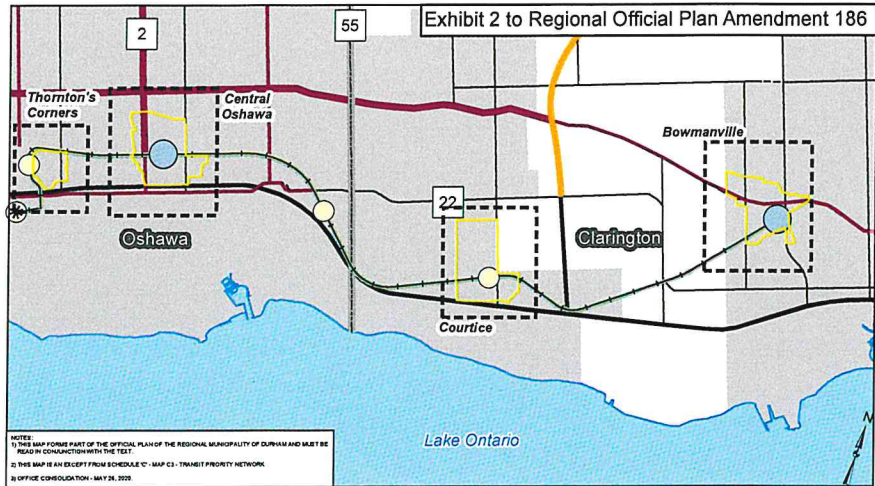 Exhibit 2 to Regional Official Plan Amendment 186
2
55
Thornton's
Corners
Central
Oshawa
Bowmanville
22
Oshawa
Clarington
Courtice
Lake Ontario
N
NOTES:
1) THIS MAP FORMS PART OF THE OFFICIAL PLAN OF THE REGIONAL MUNICIPALITY OF DURHAM AND MUST BE
READ IN CONJUNCTION WITH THE TEXT.
2) THIS MAP IS AN EXCEPT FROM SCHEDULE 'C' - MAP C3 - TRANSIT PRIORITY NETWORK
3) OFFICE CONSOLIDATION - MAY 26, 2020.